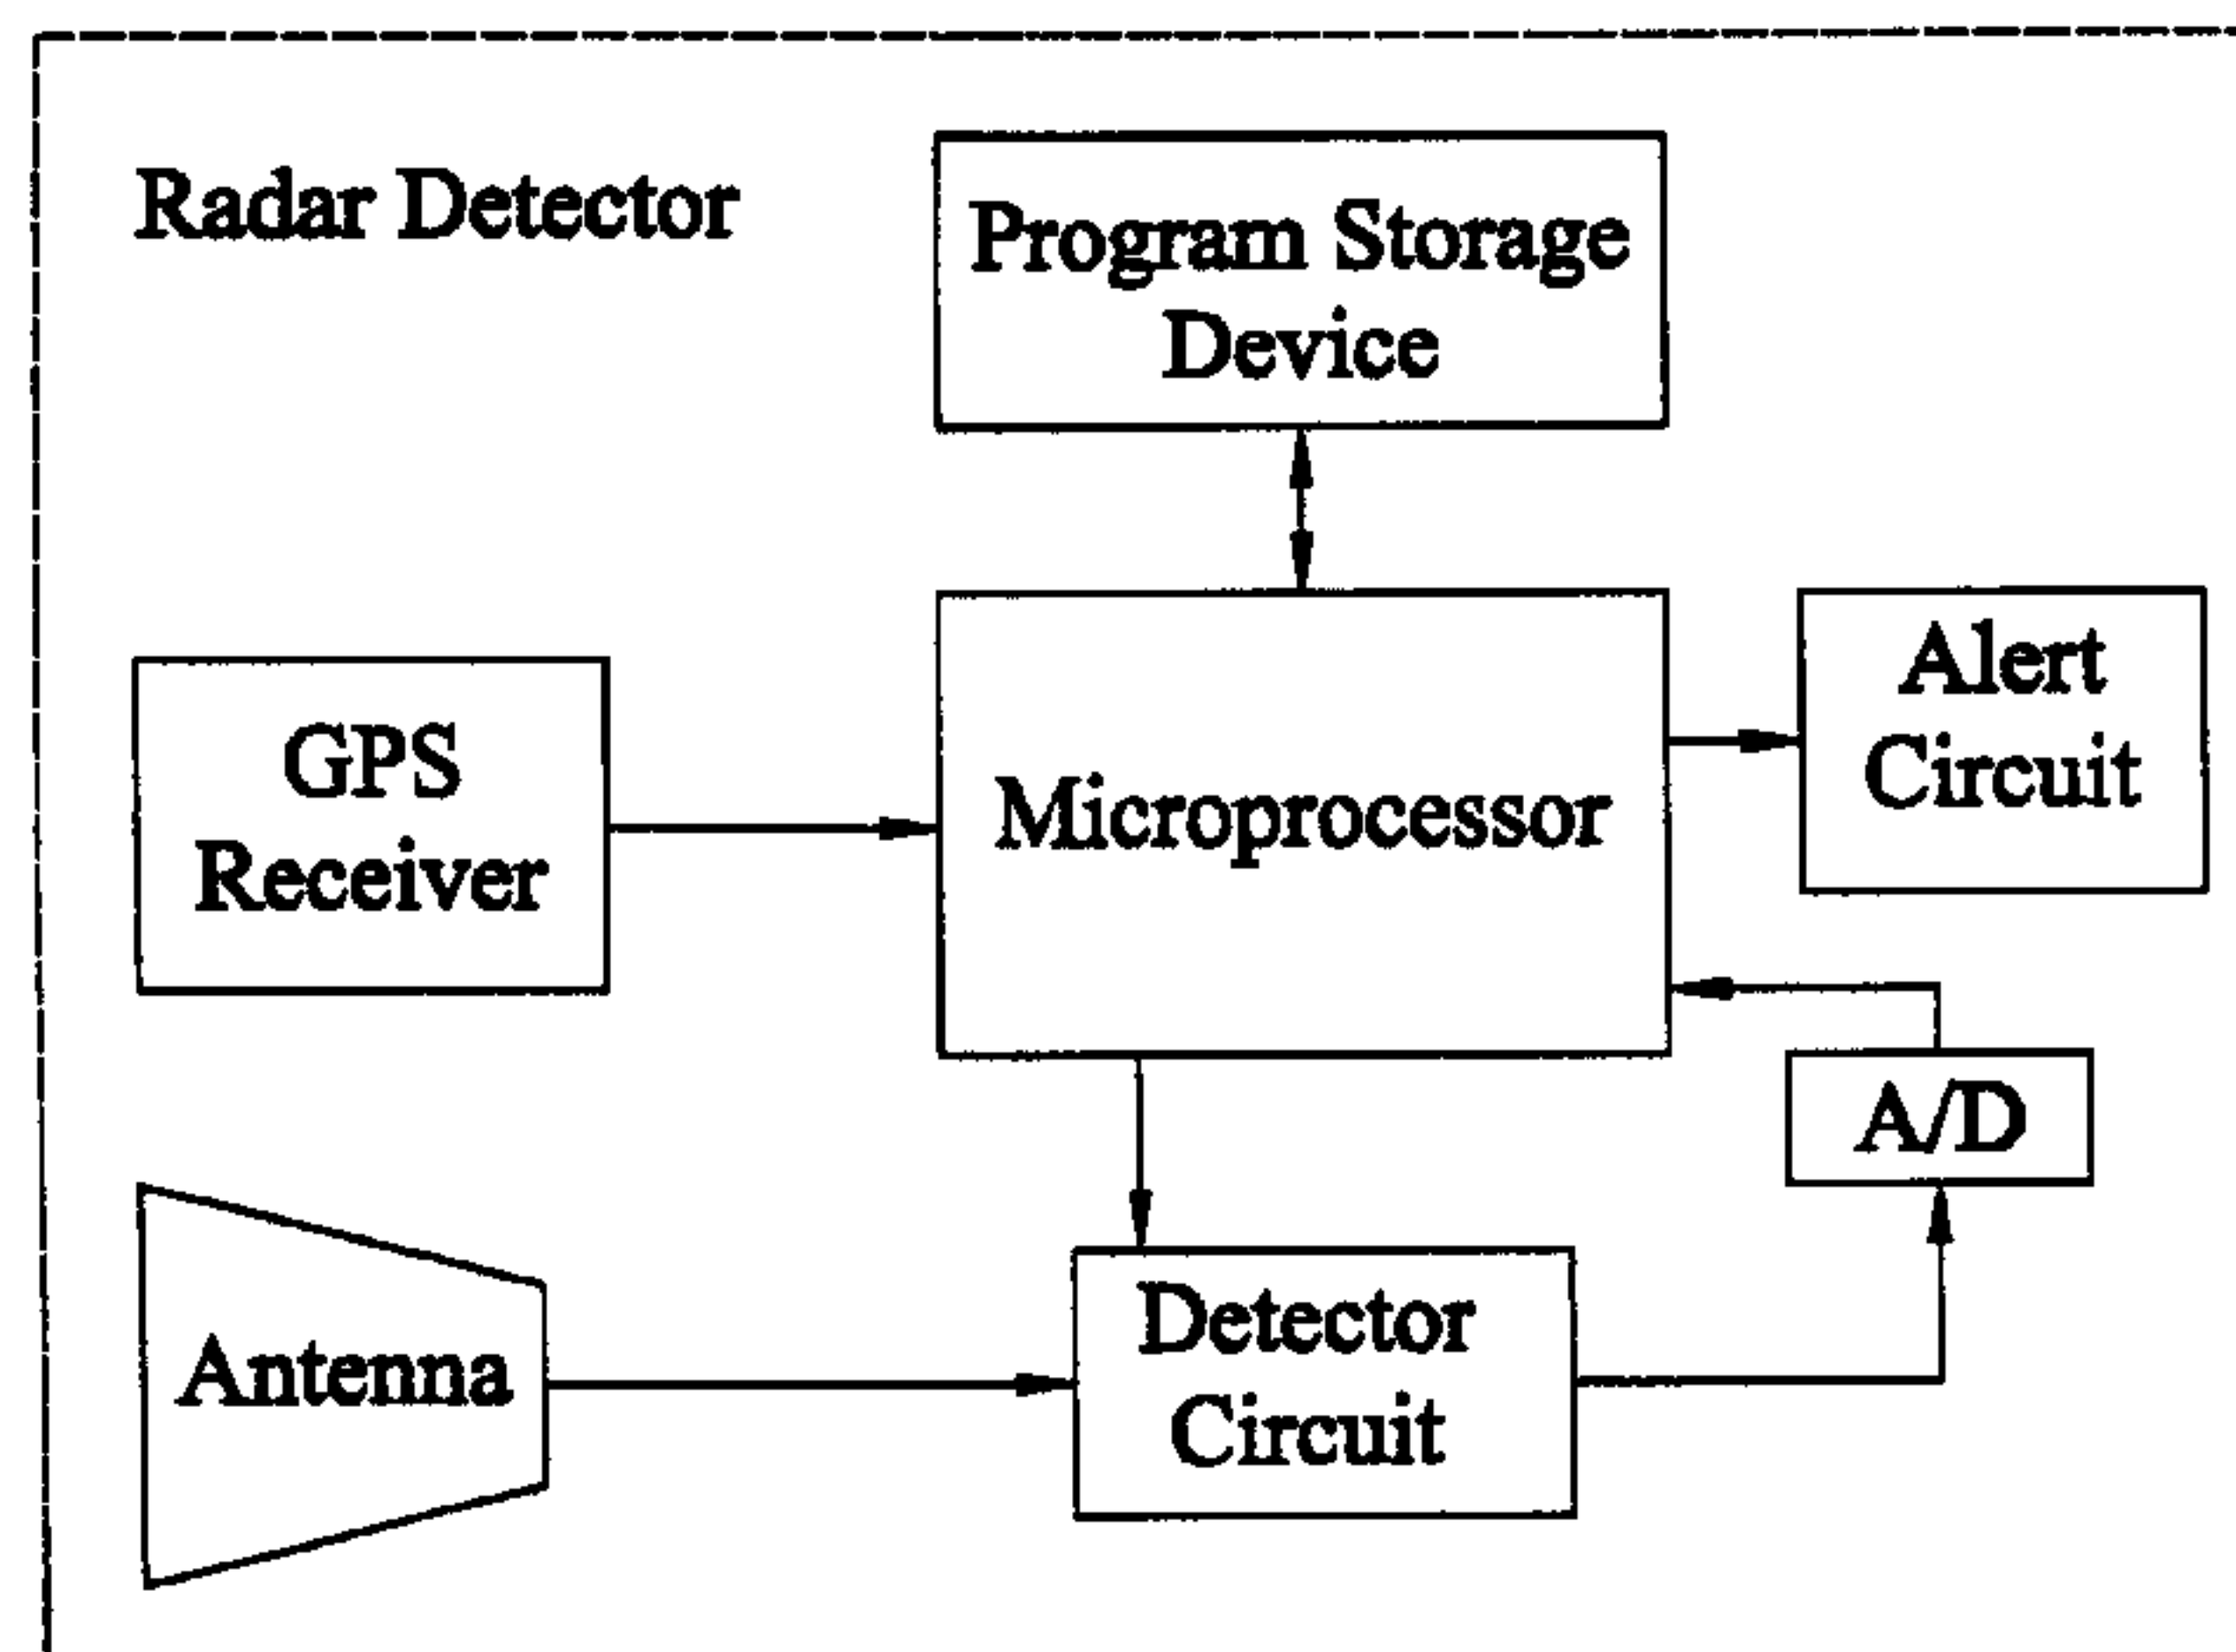 Radar Detector
Program Storage
Device
GPS
Receiver
Microprocessor
Alert
Circuit
A/D
Antenna
Detector
Circuit